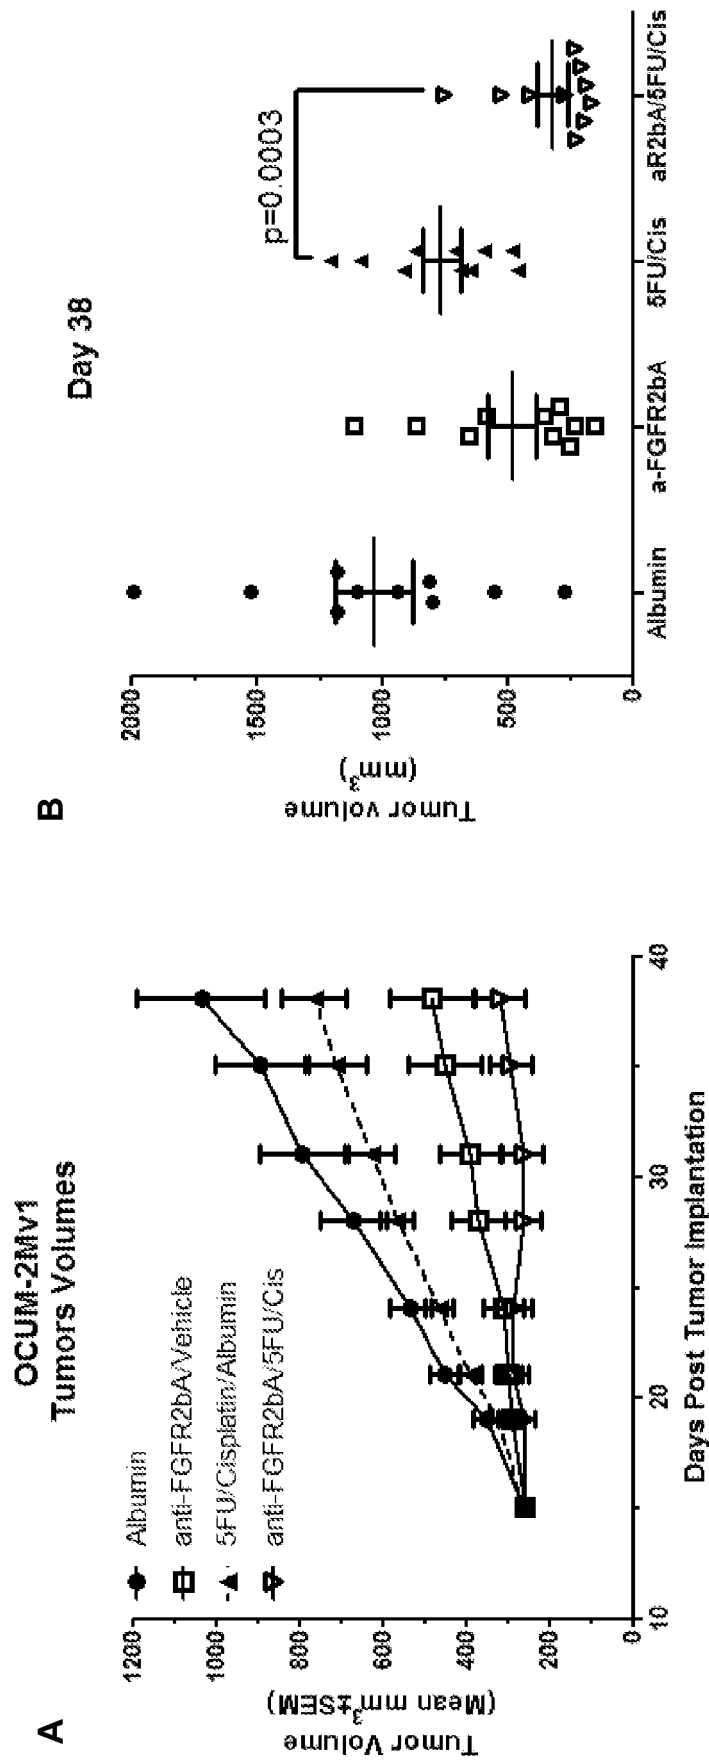 A
OCUM-2Mv1
Tumors Volumes
Albumin
anti-FGFR2bA/Vehicle
5FU/Cisplatin/Albumin
anti-FGFR2bA/5FU/Cis
Tumor Volume
(Mean mm³±SEM)
1200
1000
800
600
400
200
0
10
20
30
40
Days Post Tumor Implantation
B
Day 38
p=0.0003
Tumor volume
(mm³)
2000
1500
1000
500
0
Albumin
a-FGFR2bA
5FU/Cis
aR2bA/5FU/Cis